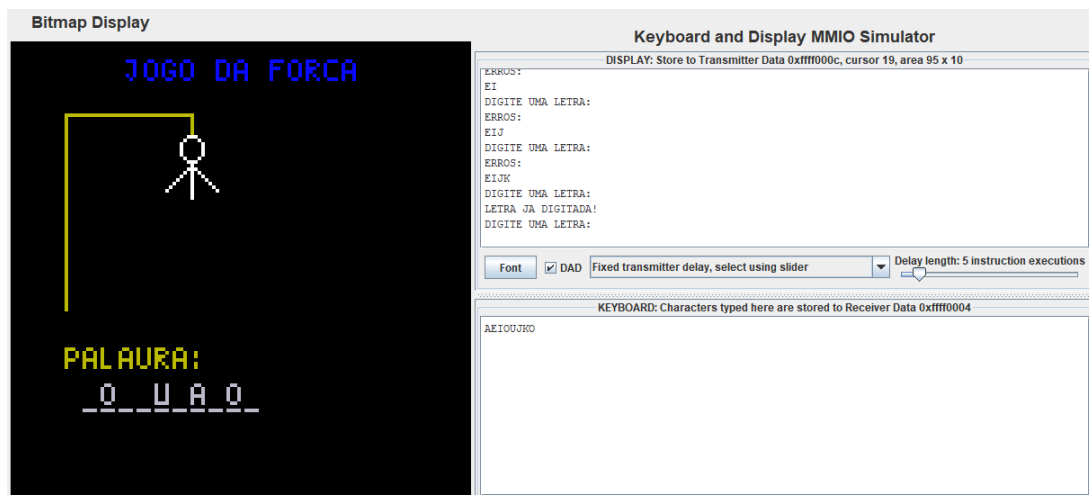 Bitmap Display
JOGO DA FORCA
PALAVRA:
_O__U_A_O_
Keyboard and Display MMIO Simulator
DISPLAY: Store to Transmitter Data 0xffff000c, cursor 19, area 95 x 10
ERROS:
EI
DIGITE UMA LETRA:
ERROS:
EIJ
DIGITE UMA LETRA:
ERROS:
EIJK
DIGITE UMA LETRA:
LETRA JA DIGITADA!
DIGITE UMA LETRA:
Font
DAD
Fixed transmitter delay, select using slider
Delay length: 5 instruction executions
KEYBOARD: Characters typed here are stored to Receiver Data 0xffff0004
AEIOUJKO